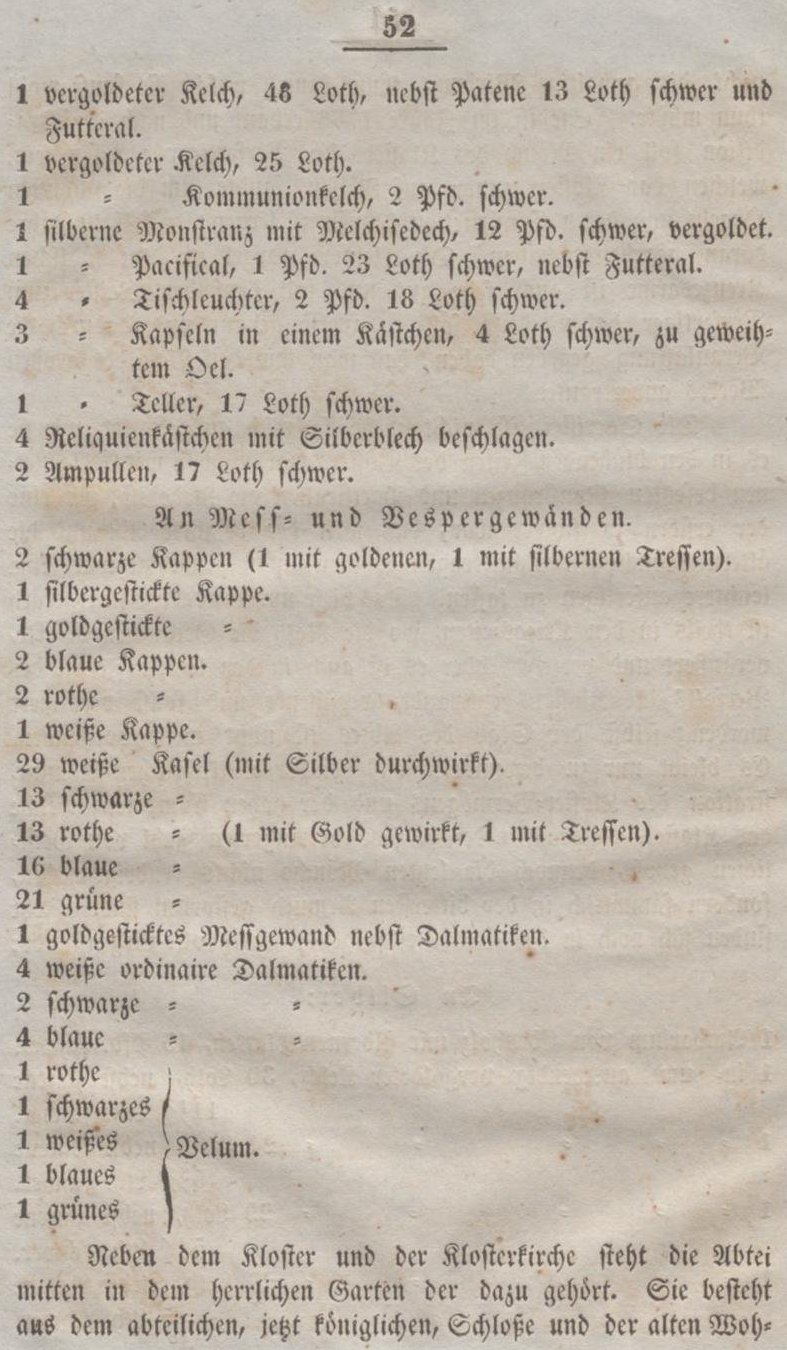 52
1 vergoldeter Kelch, 48 Loth, nebst Patene 13 Loth schwer und
Futteral.
1 vergoldeter Kelch, 25 Loth.
1 = Kommunionkelch, 2 Pfd. schwer.
1 silberne Monstranz mit Melchisedech, 12 Pfd. schwer, vergoldet.
1 = Pacifical, 1 Pfd. 23 Loth schwer, nebst Futteral.
4 = Tischleuchter, 2 Pfd. 18 Loth schwer.
3 = Kapseln in einem Kästchen, 4 Loth schwer, zu geweih=
tem Oel.
1 = Teller, 17 Loth schwer.
4 Reliquienkästchen mit Silberblech beschlagen.
2 Ampullen, 17 Loth schwer.
An Mess= und Vespergewänden.
2 schwarze Kappen (1 mit goldenen, 1 mit silbernen Tressen).
1 silbergestickte Kappe.
1 goldgestickte =
2 blaue Kappen.
2 rothe =
1 weiße Kappe.
29 weiße Kasel (mit Silber durchwirkt).
13 schwarze =
13 rothe = (1 mit Gold gewirkt, 1 mit Tressen).
16 blaue =
21 grüne =
1 goldgesticktes Messgewand nebst Dalmatiken.
4 weiße ordinaire Dalmatiken.
2 schwarze = =
4 blaue = =
1 rothe
1 schwarzes
1 weißes } Velum.
1 blaues
1 grünes
Neben dem Kloster und der Klosterkirche steht die Abtei
mitten in dem herrlichen Garten der dazu gehört. Sie besteht
aus dem abteilichen, jetzt königlichen, Schloße und der alten Woh=